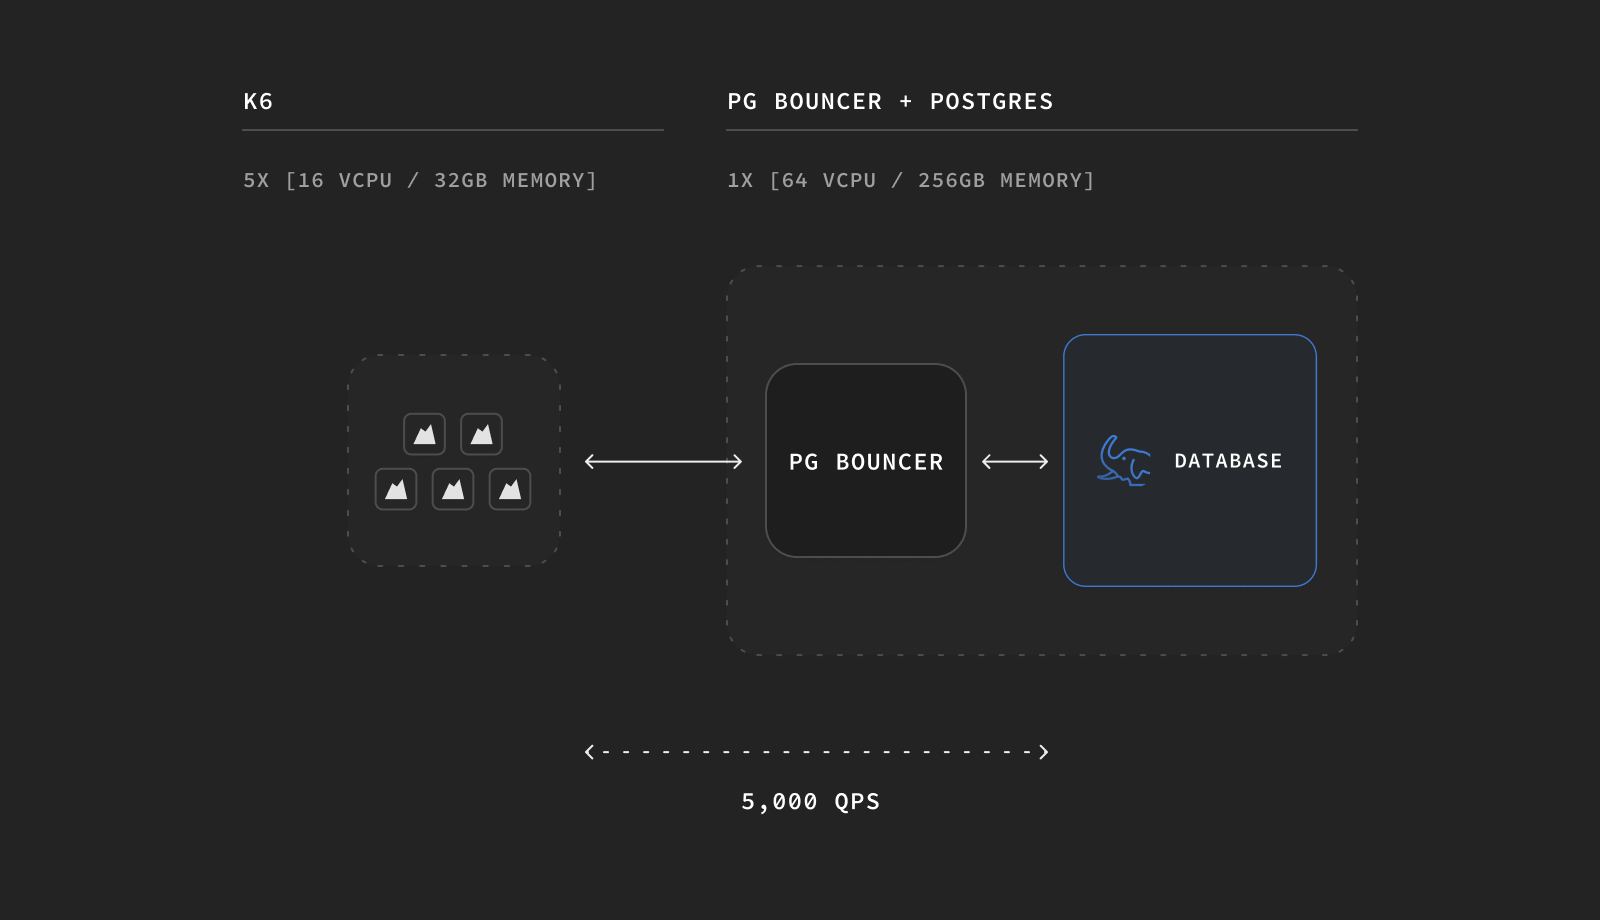 K6
5X [16 VCPU / 32GB MEMORY]
PG BOUNCER + POSTGRES
1X [64 VCPU / 256GB MEMORY]
PG BOUNCER
DATABASE
5,000 QPS